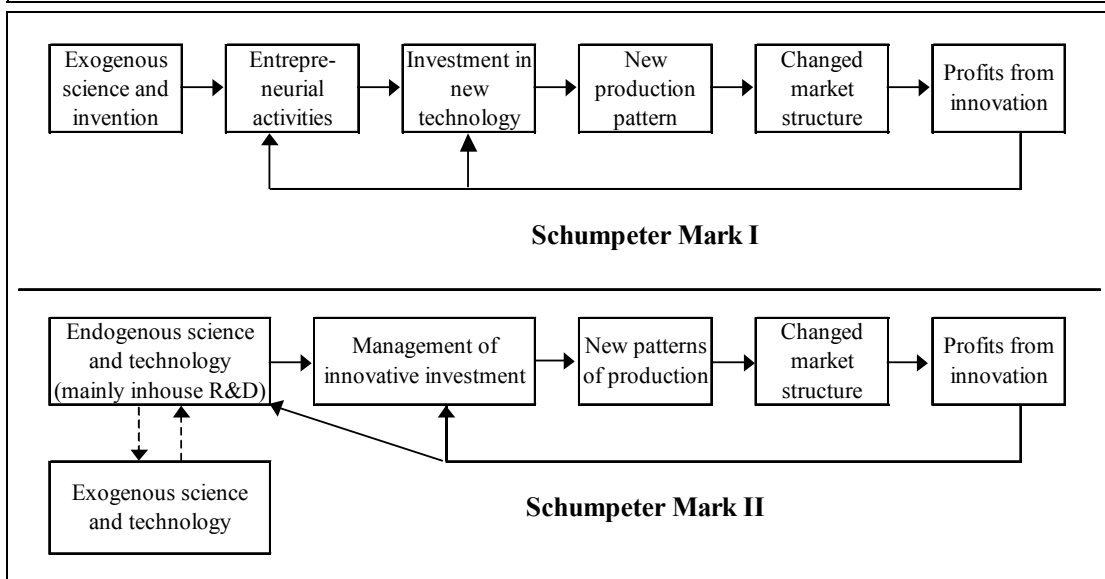 Exogenous
science and
invention
Entrepre-
neurial
activities
Investment in
new
technology
New
production
pattern
Changed
market
structure
Profits from
innovation
Schumpeter Mark I
Endogenous science
and technology
(mainly inhouse R&D)
Management of
innovative investment
New patterns
of production
Changed
market
structure
Profits from
innovation
Exogenous science
and technology
Schumpeter Mark II